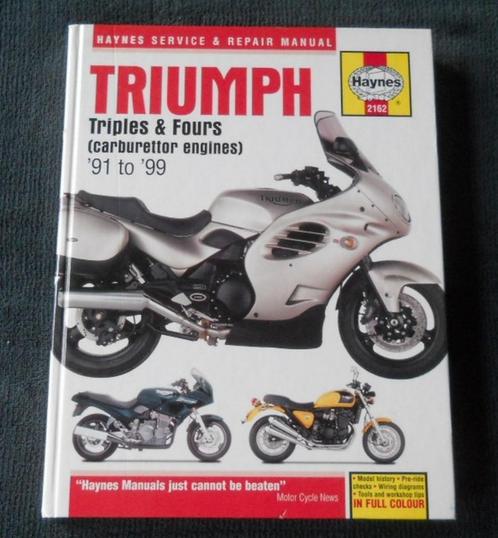 HAYNES SERVICE & REPAIR MANUAL
TRIUMPH
Triples & Fours
(carburettor engines)
'91 to '99
Haynes
2162
TRIUMPH
"Haynes Manuals just cannot be beaten"
Motor Cycle News
• Model history • Pre-ride
checks • Wiring diagrams
• Tools and workshop tips
IN FULL COLOUR